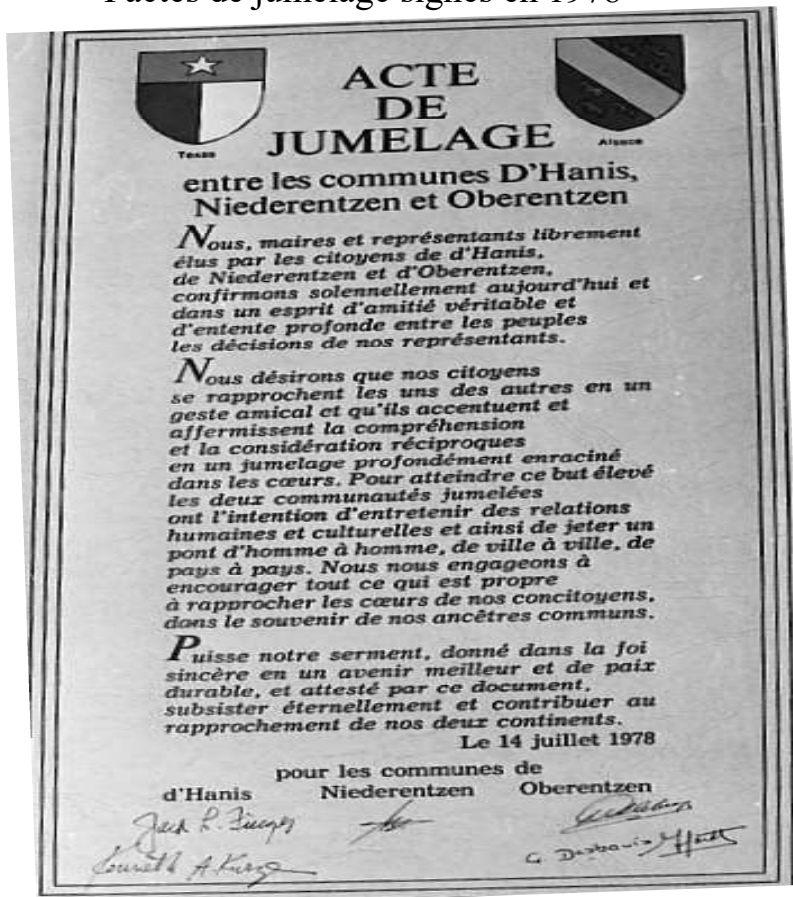 Pactes de jumelage signés en 1978
Texas
Alsace
ACTE
DE
JUMELAGE
entre les communes D'Hanis,
Niederentzen et Oberentzen
Nous, maires et représentants librement
élus par les citoyens de d'Hanis,
de Niederentzen et d'Oberentzen,
confirmons solennellement aujourd'hui et
dans un esprit d'amitié véritable et
d'entente profonde entre les peuples
les décisions de nos représentants.
Nous désirons que nos citoyens
se rapprochent les uns des autres en un
geste amical et qu'ils accentuent et
affermissent la compréhension
et la considération réciproques
en un jumelage profondément enraciné
dans les cœurs. Pour atteindre ce but élevé
les deux communautés jumelées
ont l'intention d'entretenir des relations
humaines et culturelles et ainsi de jeter un
pont d'homme à homme, de ville à ville, de
pays à pays. Nous nous engageons à
encourager tout ce qui est propre
à rapprocher les cœurs de nos concitoyens,
dans le souvenir de nos ancêtres communs.
Puisse notre serment, donné dans la foi
sincère en un avenir meilleur et de paix
durable, et attesté par ce document,
subsister éternellement et contribuer au
rapprochement de nos deux continents.
Le 14 juillet 1978
pour les communes de
d'Hanis Niederentzen Oberentzen
Jack L.
Kenneth A.